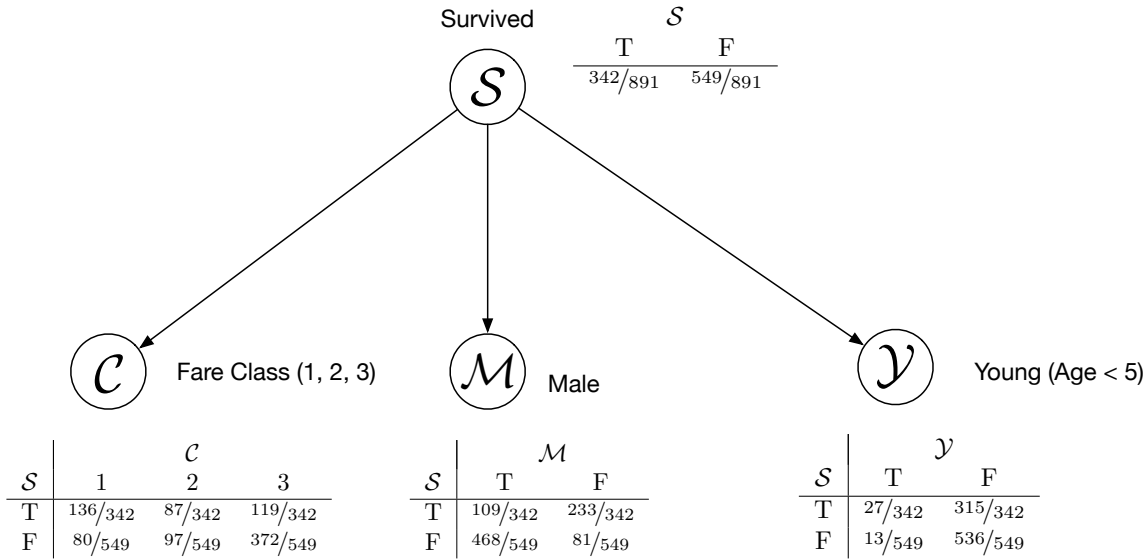 Survived
S
S
T F
342/891 549/891
C
Fare Class (1, 2, 3)
M
Male
Y
Young (Age < 5)
C
S 1 2 3
T 136/342 87/342 119/342
F 80/549 97/549 372/549
M
S T F
T 109/342 233/342
F 468/549 81/549
Y
S T F
T 27/342 315/342
F 13/549 536/549